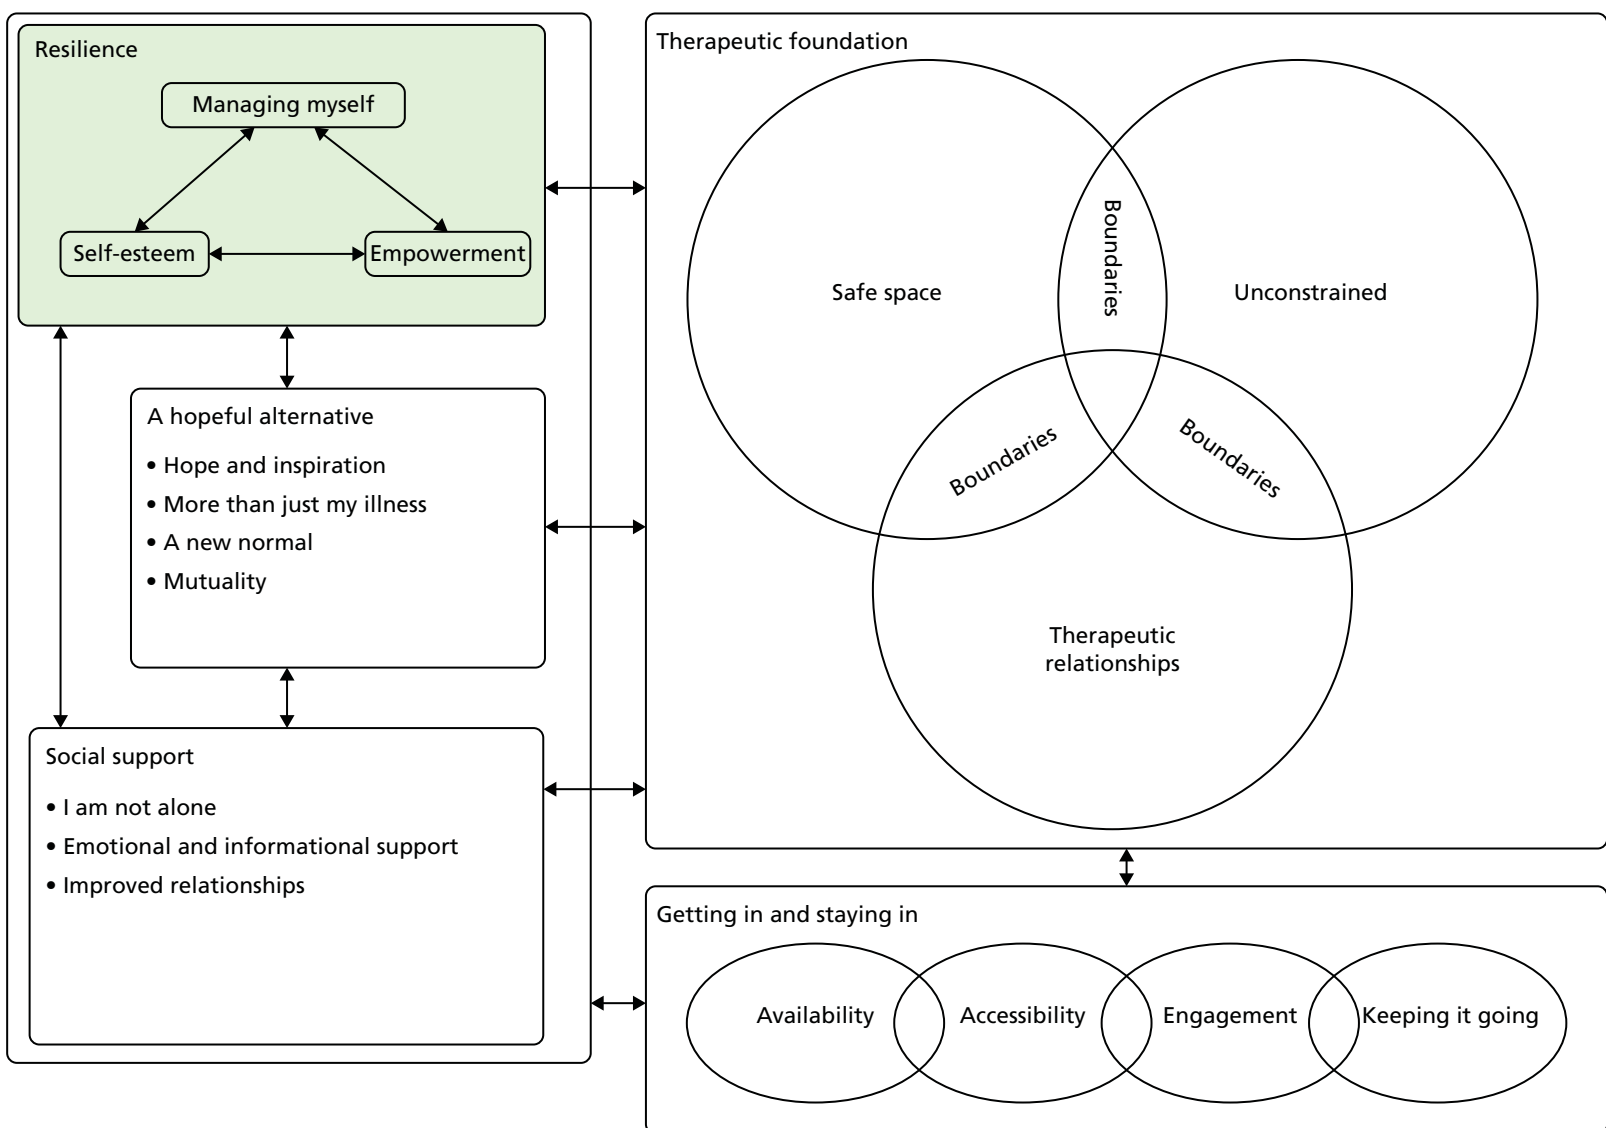 Resilience
Managing myself
Self-esteem
Empowerment
A hopeful alternative
• Hope and inspiration
• More than just my illness
• A new normal
• Mutuality
Social support
• I am not alone
• Emotional and informational support
• Improved relationships
Therapeutic foundation
Safe space
Boundaries
Unconstrained
Boundaries
Boundaries
Therapeutic
relationships
Getting in and staying in
Availability
Accessibility
Engagement
Keeping it going